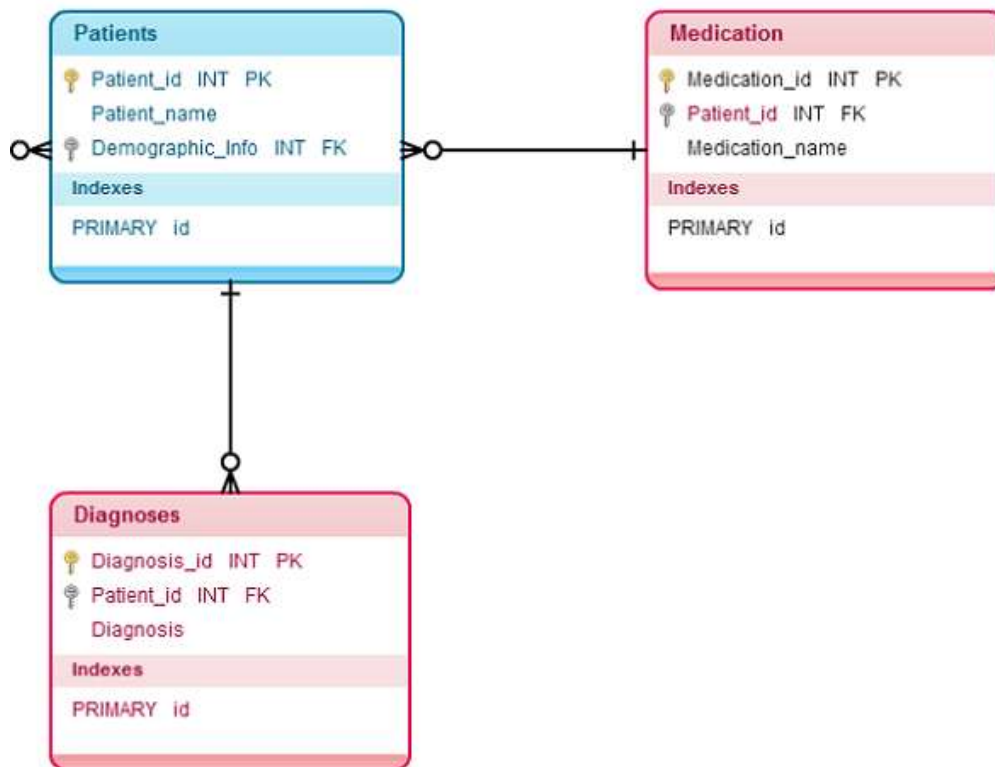 Patients
Patient_id INT PK
Patient_name
Demographic_Info INT FK
Indexes
PRIMARY id
Medication
Medication_id INT PK
Patient_id INT FK
Medication_name
Indexes
PRIMARY id
Diagnoses
Diagnosis_id INT PK
Patient_id INT FK
Diagnosis
Indexes
PRIMARY id